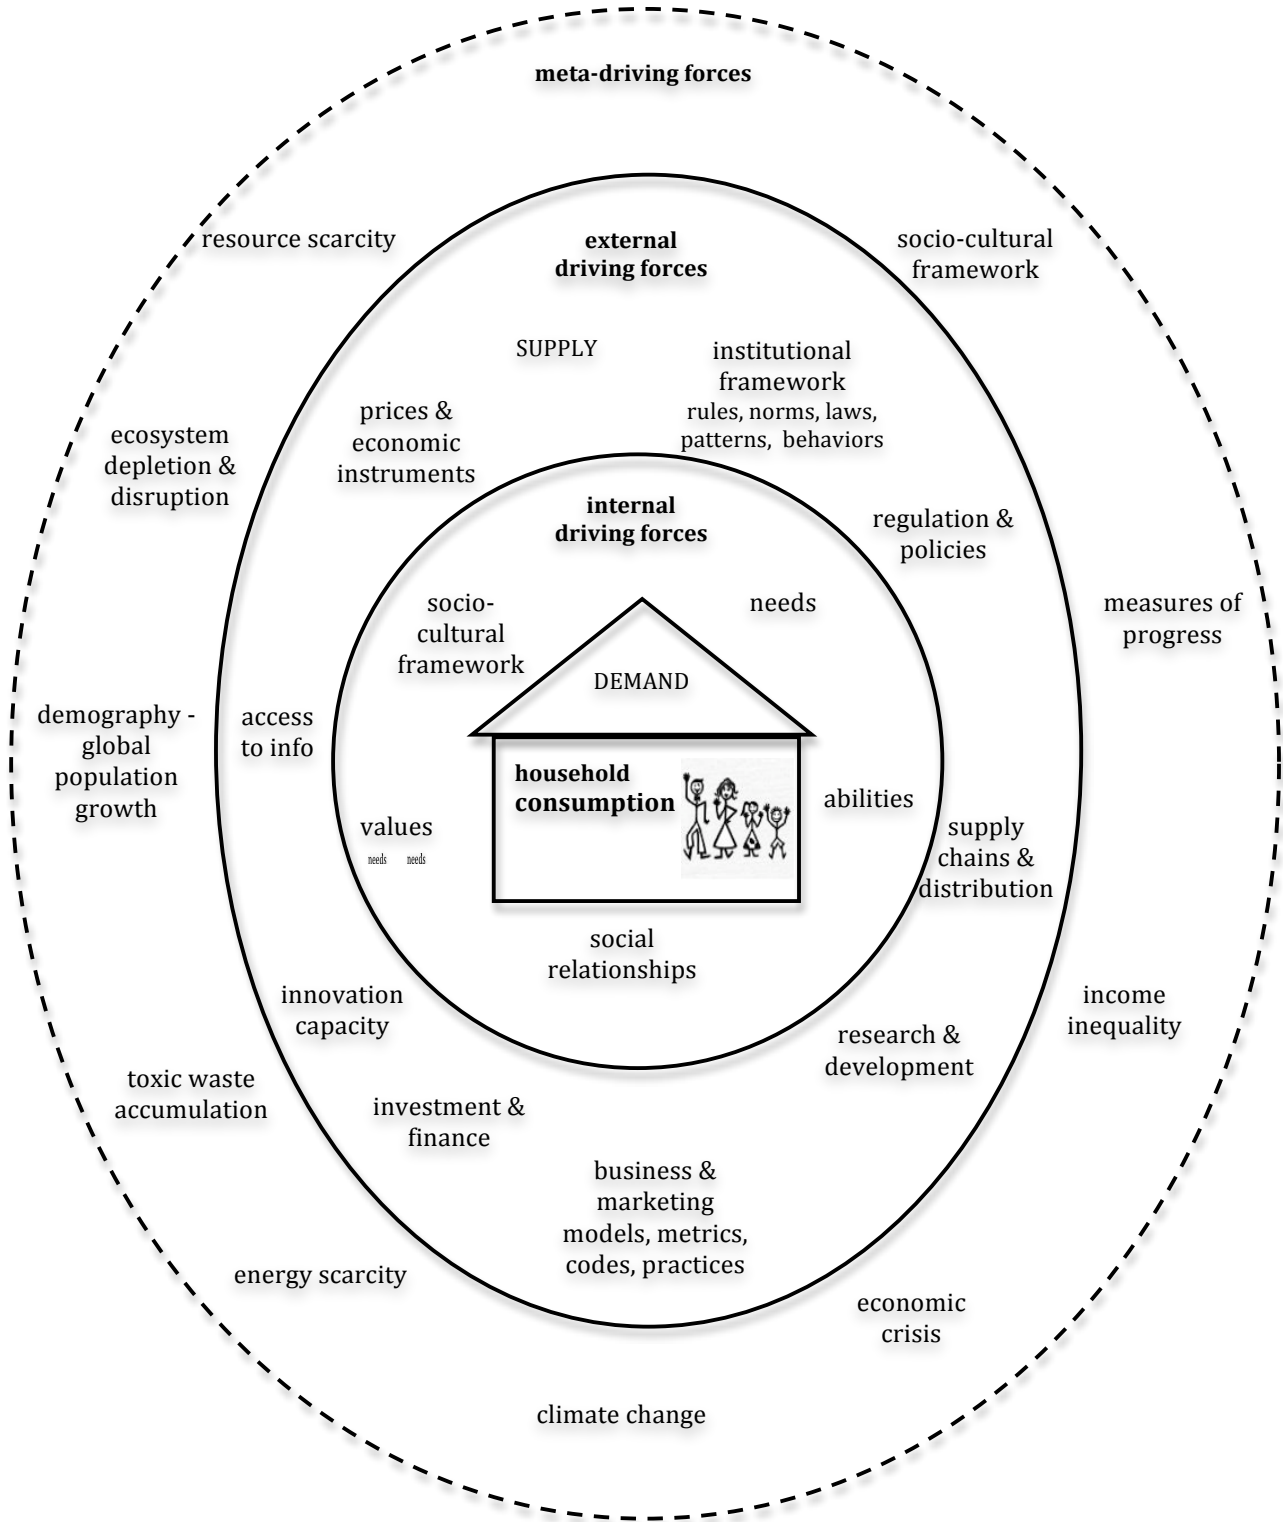 meta-driving forces
resource scarcity
socio-cultural
framework
external
driving forces
SUPPLY
institutional
framework
rules, norms, laws,
patterns, behaviors
prices &
economic
instruments
ecosystem
depletion &
disruption
internal
driving forces
regulation &
policies
socio-
cultural
framework
needs
measures of
progress
DEMAND
demography -
global
population
growth
access
to info
household
consumption
abilities
values
needs needs
supply
chains &
distribution
social
relationships
innovation
capacity
income
inequality
research &
development
toxic waste
accumulation
investment &
finance
business &
marketing
models, metrics,
codes, practices
energy scarcity
economic
crisis
climate change